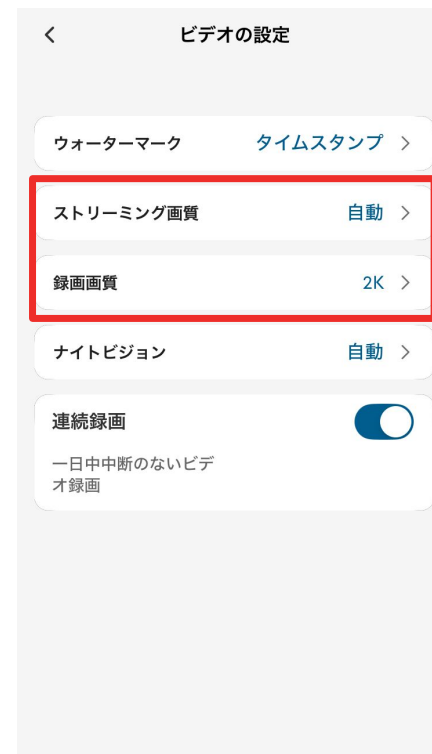 ビデオの設定
ウォーターマーク タイムスタンプ
ストリーミング画質 自動
録画画質 2K
ナイトビジョン 自動
連続録画
一日中中断のないビデ
オ録画